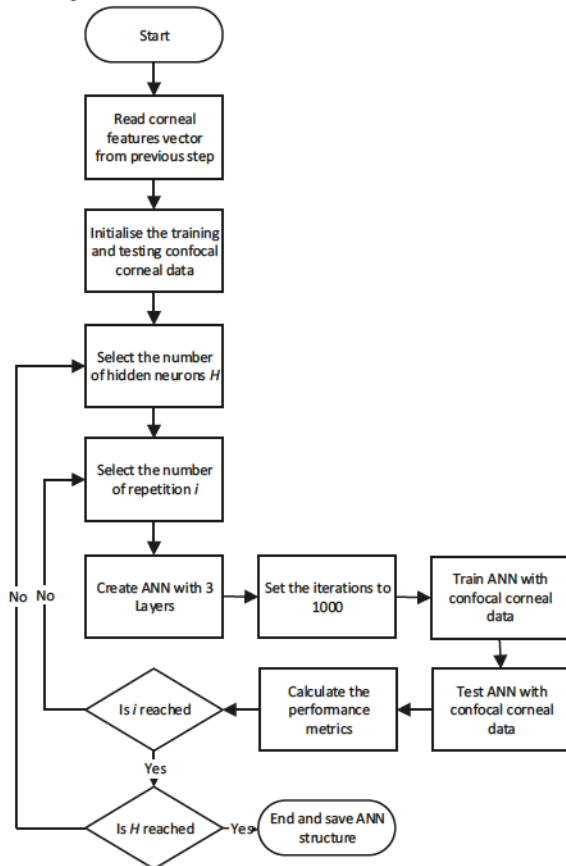 Start
Read corneal
features vector
from previous step
Initialise the training
and testing confocal
corneal data
Select the number
of hidden neurons H
Select the number
of repetition i
Create ANN with 3
Layers
Set the iterations to
1000
Train ANN with
confocal corneal
data
No
No
Is i reached
Calculate the
performance
metrics
Test ANN with
confocal corneal
data
Yes
Is H reached
Yes
End and save ANN
structure